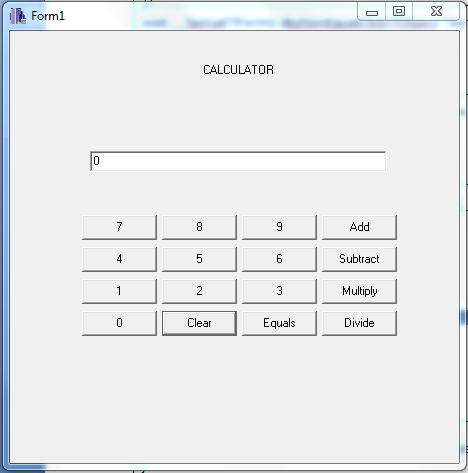 Form1
CALCULATOR
0
7 8 9 Add
4 5 6 Subtract
1 2 3 Multiply
0 Clear Equals Divide